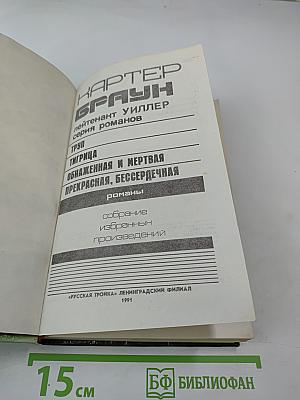 КАРТЕР
БРАУН
лейтенант УИЛЛЕР
серия романов
ТРУП
ТИГРИЦА
ОБНАЖЕННАЯ И МЕРТВАЯ
ПРЕКРАСНАЯ, БЕССЕРДЕЧНАЯ
романы
собрание
избранных
произведений
«РУССКАЯ ТРОЙКА» ЛЕНИНГРАДСКИЙ ФИЛИАЛ
1991
15 см
БФ БИБЛИОФАН